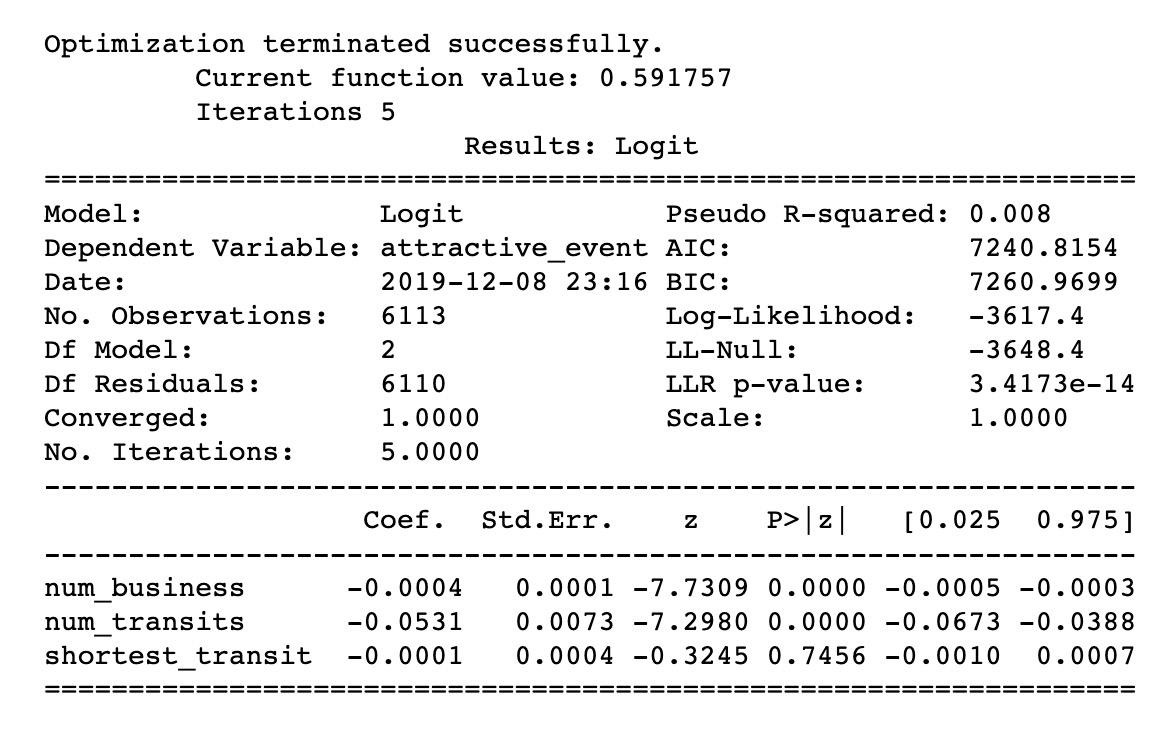 Optimization terminated successfully.
         Current function value: 0.591757
         Iterations 5
                         Results: Logit
=================================================================
Model:              Logit            Pseudo R-squared: 0.008
Dependent Variable: attractive_event AIC:              7240.8154
Date:               2019-12-08 23:16 BIC:              7260.9699
No. Observations:   6113             Log-Likelihood:   -3617.4
Df Model:           2                LL-Null:          -3648.4
Df Residuals:       6110             LLR p-value:      3.4173e-14
Converged:          1.0000           Scale:            1.0000
No. Iterations:     5.0000
-----------------------------------------------------------------
                   Coef.  Std.Err.    z    P>|z|   [0.025  0.975]
-----------------------------------------------------------------
num_business      -0.0004   0.0001 -7.7309 0.0000 -0.0005 -0.0003
num_transits      -0.0531   0.0073 -7.2980 0.0000 -0.0673 -0.0388
shortest_transit  -0.0001   0.0004 -0.3245 0.7456 -0.0010  0.0007
=================================================================